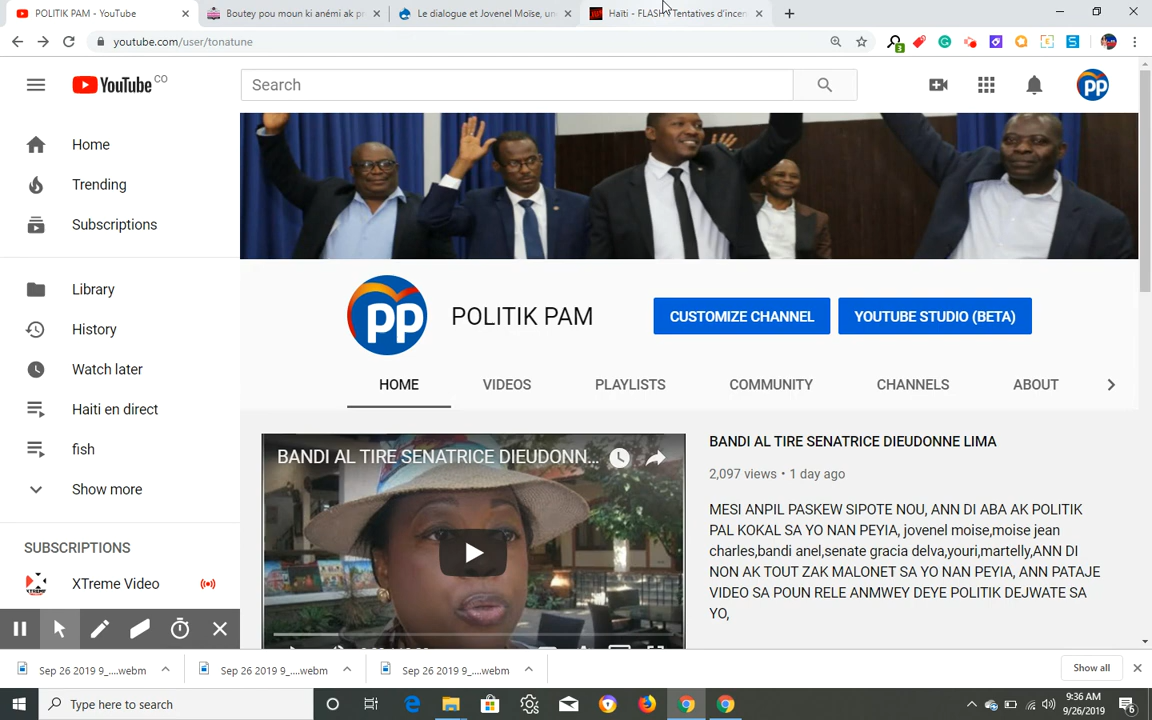 POLITIK PAM - YouTube
Boutey pou moun ki anémi ak pr
Le dialogue et Jovenel Moïse, un
Haïti - FLASH : Tentatives d'incen
youtube.com/user/tonatune
3
YouTube CO
Search
pp
Home
Trending
Subscriptions
Library
History
Watch later
Haiti en direct
fish
Show more
SUBSCRIPTIONS
XTreme Video
pp
POLITIK PAM
CUSTOMIZE CHANNEL
YOUTUBE STUDIO (BETA)
HOME
VIDEOS
PLAYLISTS
COMMUNITY
CHANNELS
ABOUT
BANDI AL TIRE SENATRICE DIEUDONN...
BANDI AL TIRE SENATRICE DIEUDONNE LIMA
2,097 views • 1 day ago
MESI ANPIL PASKEW SIPOTE NOU, ANN DI ABA AK POLITIK
PAL KOKAL SA YO NAN PEYIA, jovenel moise,moise jean
charles,bandi anel,senate gracia delva,youri,martelly,ANN DI
NON AK TOUT ZAK MALONET SA YO NAN PEYIA, ANN PATAJE
VIDEO SA POUN RELE ANMWEY DEYE POLITIK DEJWATE SA
YO,
Sep 26 2019 9_....webm
Sep 26 2019 9_....webm
Sep 26 2019 9_....webm
Show all
Type here to search
9:36 AM
9/26/2019
6